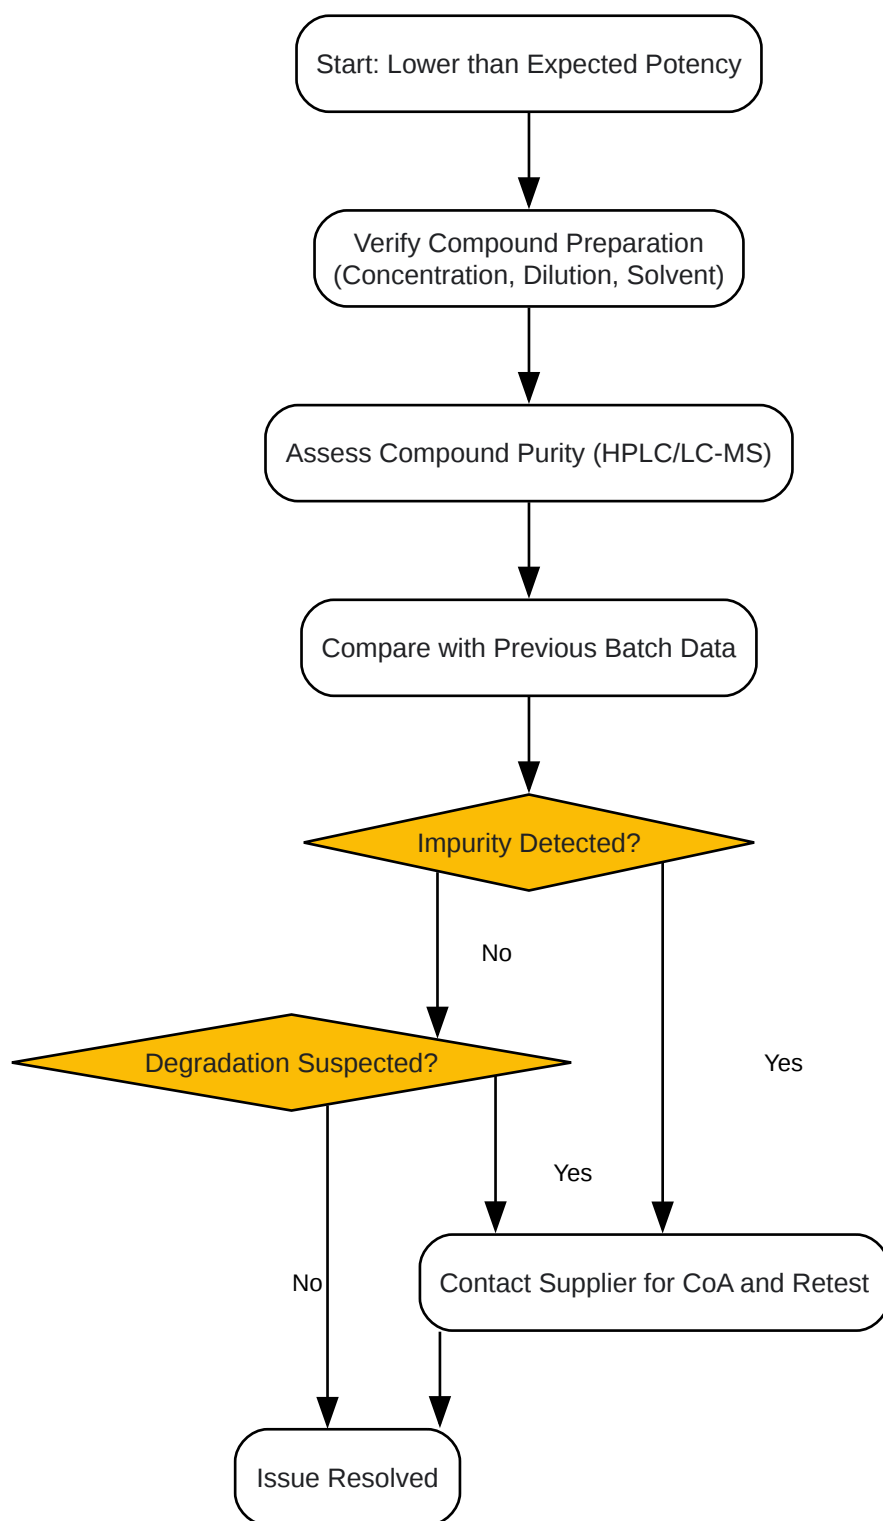 Start: Lower than Expected Potency
Verify Compound Preparation
(Concentration, Dilution, Solvent)
Assess Compound Purity (HPLC/LC-MS)
Compare with Previous Batch Data
Impurity Detected?
No
Degradation Suspected?
Yes
Yes
No
Contact Supplier for CoA and Retest
Issue Resolved